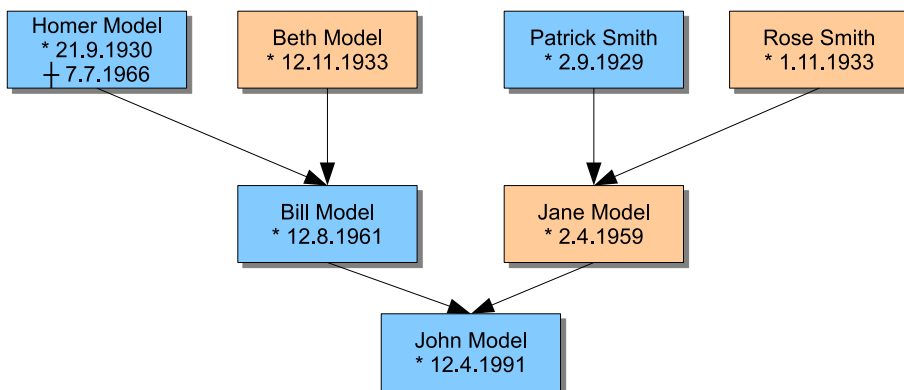 Homer Model
* 21.9.1930
┼ 7.7.1966
Beth Model
* 12.11.1933
Patrick Smith
* 2.9.1929
Rose Smith
* 1.11.1933
Bill Model
* 12.8.1961
Jane Model
* 2.4.1959
John Model
* 12.4.1991